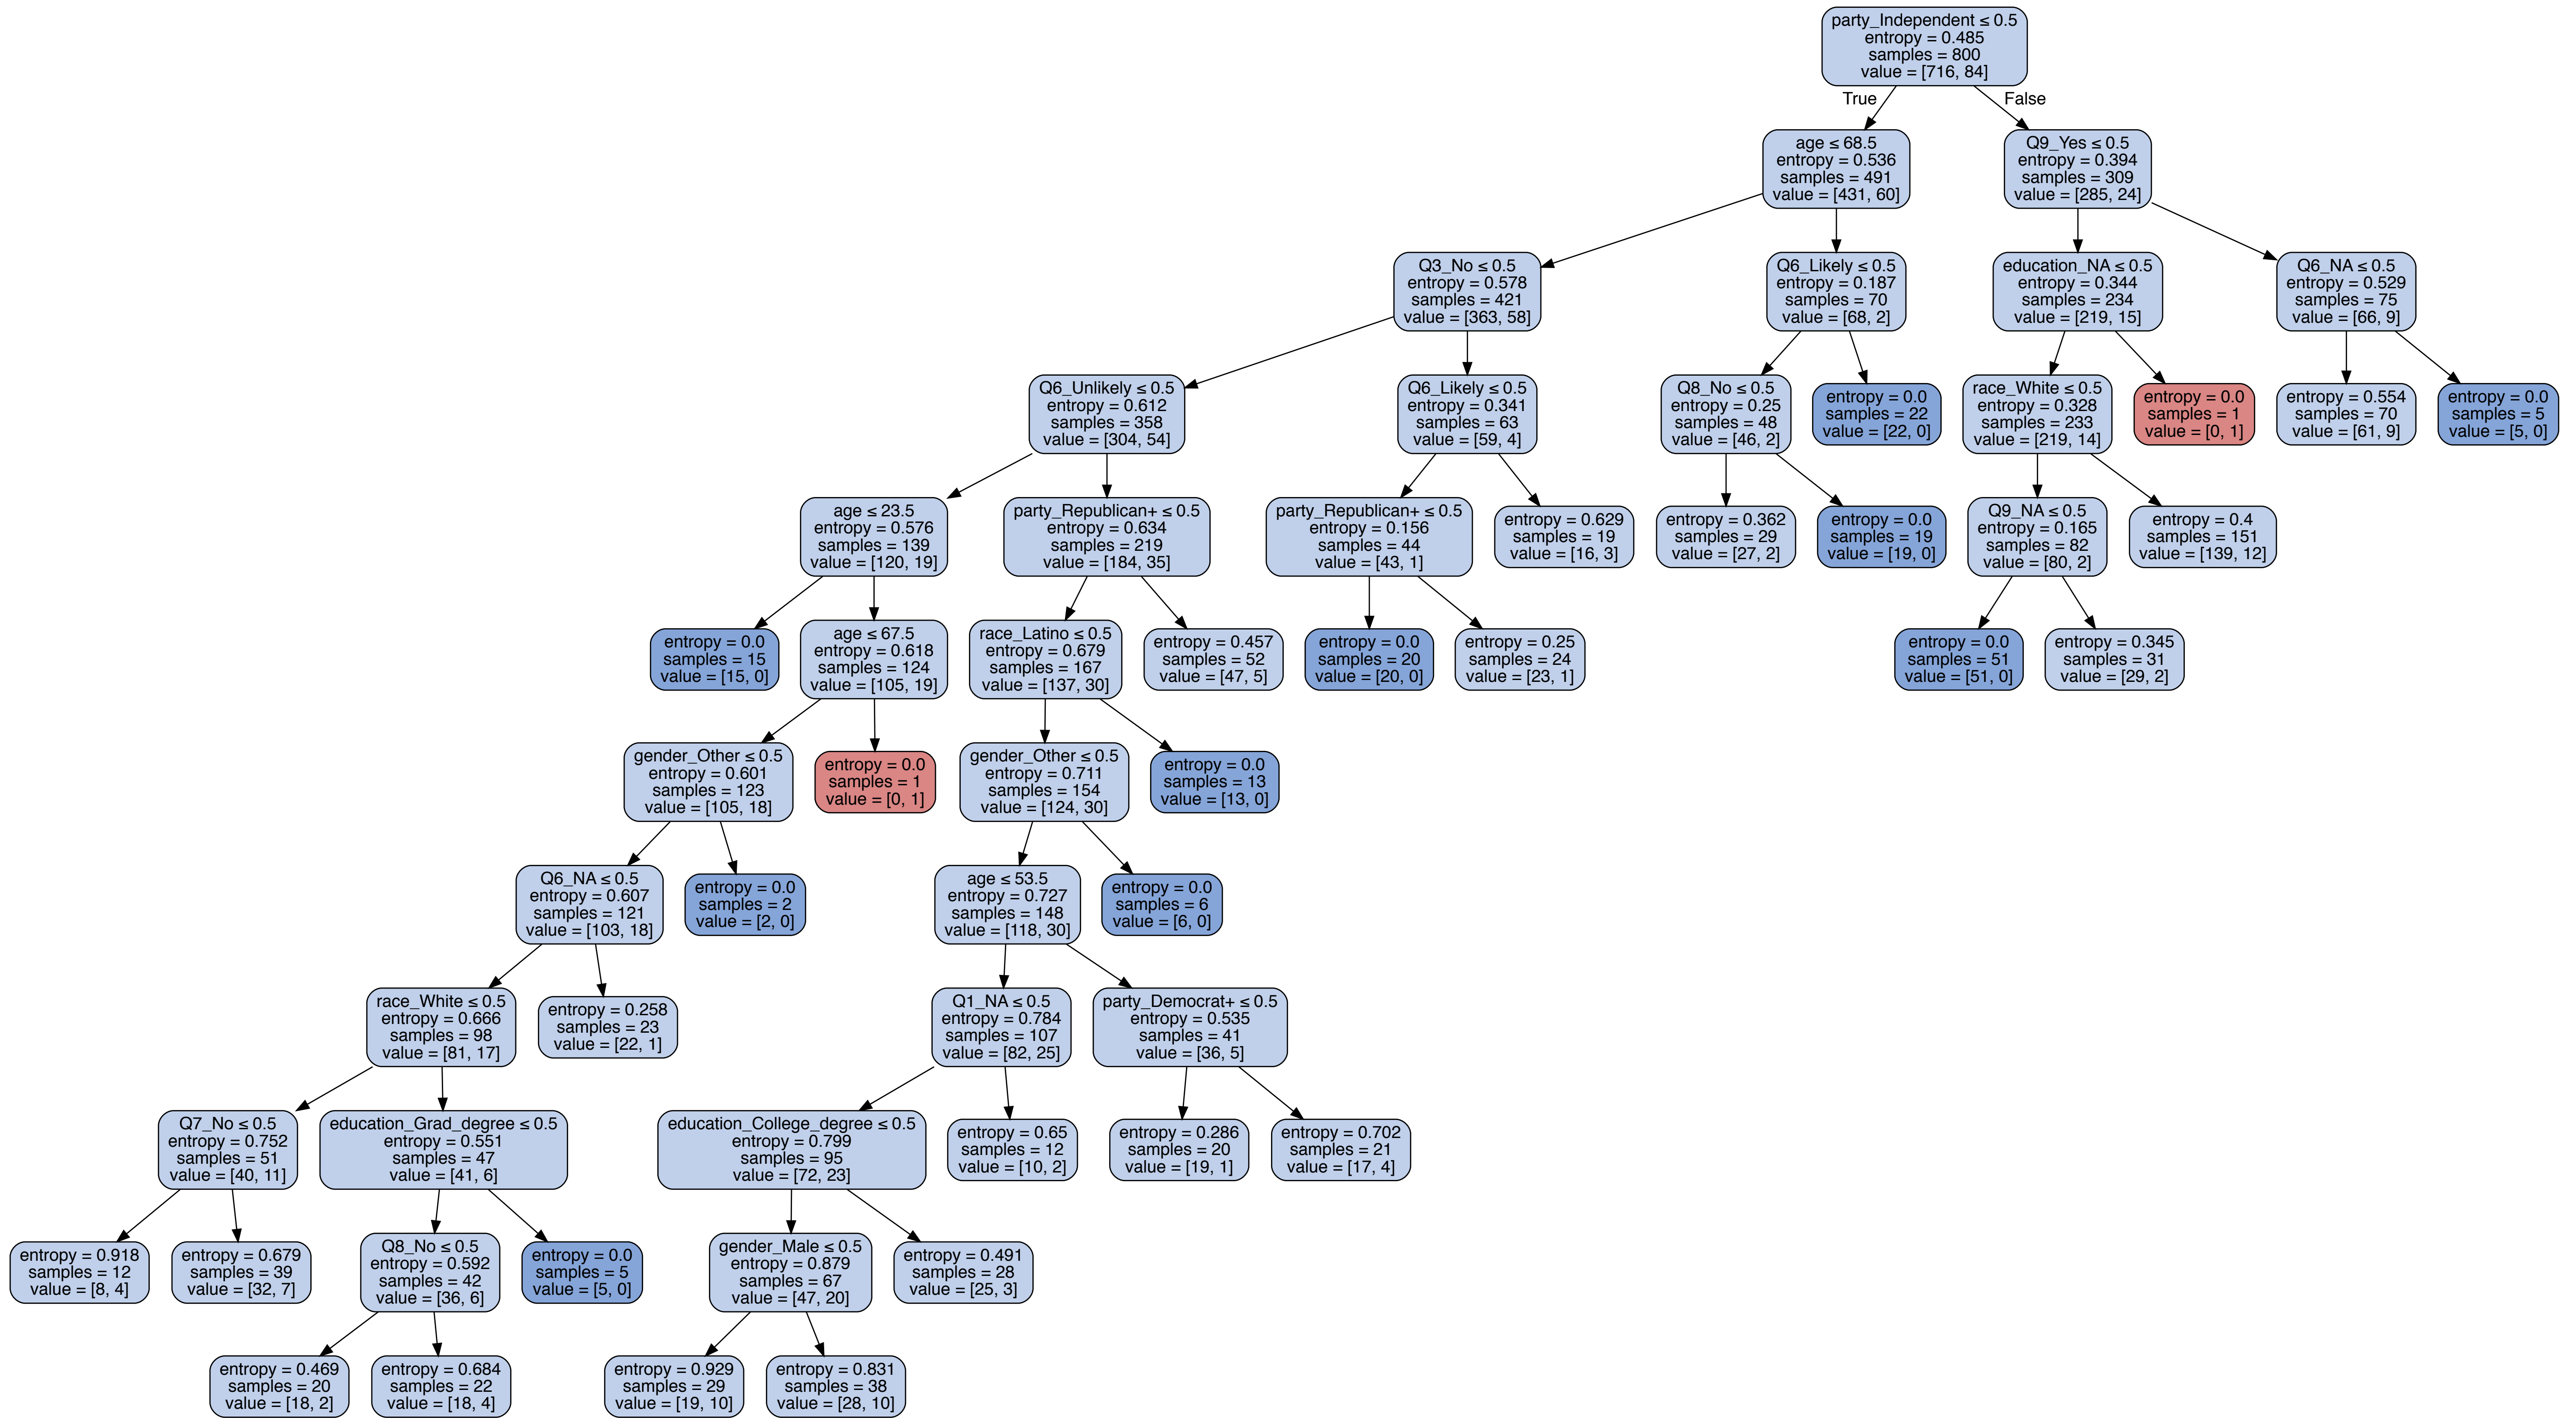 party_Independent ≤ 0.5
entropy = 0.485
samples = 800
value = [716, 84]
True
False
age ≤ 68.5
entropy = 0.536
samples = 491
value = [431, 60]
Q9_Yes ≤ 0.5
entropy = 0.394
samples = 309
value = [285, 24]
Q3_No ≤ 0.5
entropy = 0.578
samples = 421
value = [363, 58]
Q6_Likely ≤ 0.5
entropy = 0.187
samples = 70
value = [68, 2]
education_NA ≤ 0.5
entropy = 0.344
samples = 234
value = [219, 15]
Q6_NA ≤ 0.5
entropy = 0.529
samples = 75
value = [66, 9]
Q6_Unlikely ≤ 0.5
entropy = 0.612
samples = 358
value = [304, 54]
Q6_Likely ≤ 0.5
entropy = 0.341
samples = 63
value = [59, 4]
Q8_No ≤ 0.5
entropy = 0.25
samples = 48
value = [46, 2]
entropy = 0.0
samples = 22
value = [22, 0]
race_White ≤ 0.5
entropy = 0.328
samples = 233
value = [219, 14]
entropy = 0.0
samples = 1
value = [0, 1]
entropy = 0.554
samples = 70
value = [61, 9]
entropy = 0.0
samples = 5
value = [5, 0]
age ≤ 23.5
entropy = 0.576
samples = 139
value = [120, 19]
party_Republican+ ≤ 0.5
entropy = 0.634
samples = 219
value = [184, 35]
party_Republican+ ≤ 0.5
entropy = 0.156
samples = 44
value = [43, 1]
entropy = 0.629
samples = 19
value = [16, 3]
entropy = 0.362
samples = 29
value = [27, 2]
entropy = 0.0
samples = 19
value = [19, 0]
Q9_NA ≤ 0.5
entropy = 0.165
samples = 82
value = [80, 2]
entropy = 0.4
samples = 151
value = [139, 12]
entropy = 0.0
samples = 15
value = [15, 0]
age ≤ 67.5
entropy = 0.618
samples = 124
value = [105, 19]
race_Latino ≤ 0.5
entropy = 0.679
samples = 167
value = [137, 30]
entropy = 0.457
samples = 52
value = [47, 5]
entropy = 0.0
samples = 20
value = [20, 0]
entropy = 0.25
samples = 24
value = [23, 1]
entropy = 0.0
samples = 51
value = [51, 0]
entropy = 0.345
samples = 31
value = [29, 2]
gender_Other ≤ 0.5
entropy = 0.601
samples = 123
value = [105, 18]
entropy = 0.0
samples = 1
value = [0, 1]
gender_Other ≤ 0.5
entropy = 0.711
samples = 154
value = [124, 30]
entropy = 0.0
samples = 13
value = [13, 0]
Q6_NA ≤ 0.5
entropy = 0.607
samples = 121
value = [103, 18]
entropy = 0.0
samples = 2
value = [2, 0]
age ≤ 53.5
entropy = 0.727
samples = 148
value = [118, 30]
entropy = 0.0
samples = 6
value = [6, 0]
race_White ≤ 0.5
entropy = 0.666
samples = 98
value = [81, 17]
entropy = 0.258
samples = 23
value = [22, 1]
Q1_NA ≤ 0.5
entropy = 0.784
samples = 107
value = [82, 25]
party_Democrat+ ≤ 0.5
entropy = 0.535
samples = 41
value = [36, 5]
Q7_No ≤ 0.5
entropy = 0.752
samples = 51
value = [40, 11]
education_Grad_degree ≤ 0.5
entropy = 0.551
samples = 47
value = [41, 6]
education_College_degree ≤ 0.5
entropy = 0.799
samples = 95
value = [72, 23]
entropy = 0.65
samples = 12
value = [10, 2]
entropy = 0.286
samples = 20
value = [19, 1]
entropy = 0.702
samples = 21
value = [17, 4]
entropy = 0.918
samples = 12
value = [8, 4]
entropy = 0.679
samples = 39
value = [32, 7]
Q8_No ≤ 0.5
entropy = 0.592
samples = 42
value = [36, 6]
entropy = 0.0
samples = 5
value = [5, 0]
gender_Male ≤ 0.5
entropy = 0.879
samples = 67
value = [47, 20]
entropy = 0.491
samples = 28
value = [25, 3]
entropy = 0.469
samples = 20
value = [18, 2]
entropy = 0.684
samples = 22
value = [18, 4]
entropy = 0.929
samples = 29
value = [19, 10]
entropy = 0.831
samples = 38
value = [28, 10]